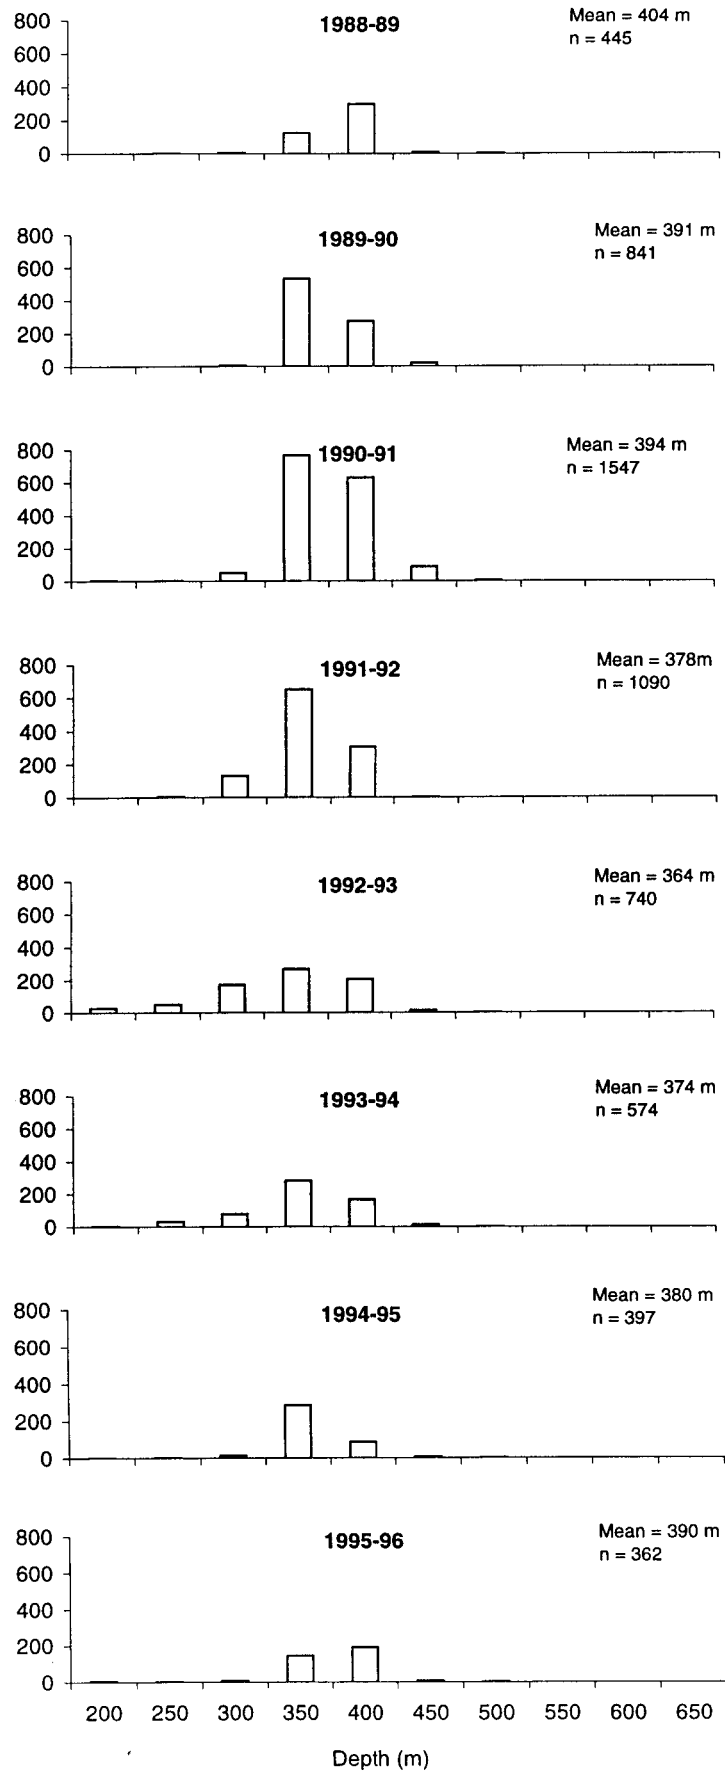 1988-89
Mean = 404 m
n = 445
800
600
400
200
0
1989-90
Mean = 391 m
n = 841
800
600
400
200
0
1990-91
Mean = 394 m
n = 1547
800
600
400
200
0
1991-92
Mean = 378m
n = 1090
800
600
400
200
0
1992-93
Mean = 364 m
n = 740
800
600
400
200
0
1993-94
Mean = 374 m
n = 574
800
600
400
200
0
1994-95
Mean = 380 m
n = 397
800
600
400
200
0
1995-96
Mean = 390 m
n = 362
800
600
400
200
0
200 250 300 350 400 450 500 550 600 650
Depth (m)